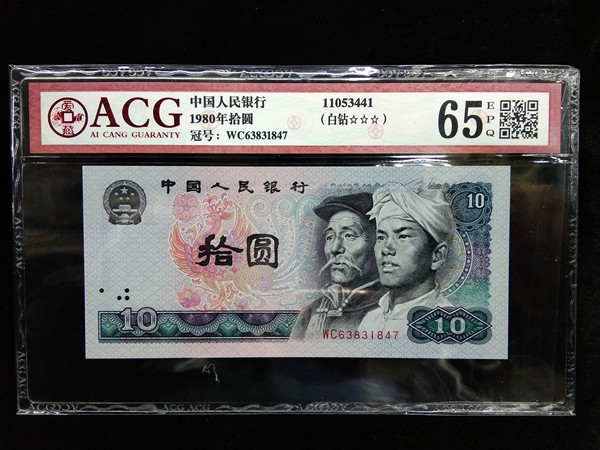 ACG
AI CANG GUARANTY
中国人民银行
1980年拾圆
冠号: WC63831847
11053441
(白钻☆☆☆)
65
EPQ
中国人民银行
10
拾圆
10
WC63831847
10